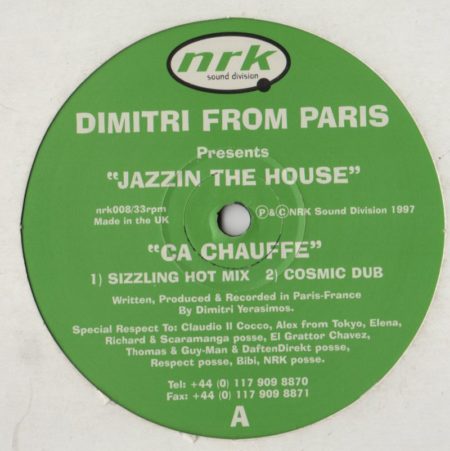 nrk
sound division
DIMITRI FROM PARIS
Presents
"JAZZIN THE HOUSE"
nrk008/33rpm
Made in the UK
Ⓟ&ⒸNRK Sound Division 1997
"CA CHAUFFE"
1) SIZZLING HOT MIX 2) COSMIC DUB
Written, Produced & Recorded in Paris-France
By Dimitri Yerasimos.
Special Respect To: Claudio Il Cocco, Alex from Tokyo, Elena,
Richard & Scaramanga posse, El Grattor Chavez,
Thomas & Guy-Man & DaftenDirekt posse,
Respect posse, Bibi, NRK posse.
Tel: +44 (0) 117 909 8870
Fax: +44 (0) 117 909 8871
A